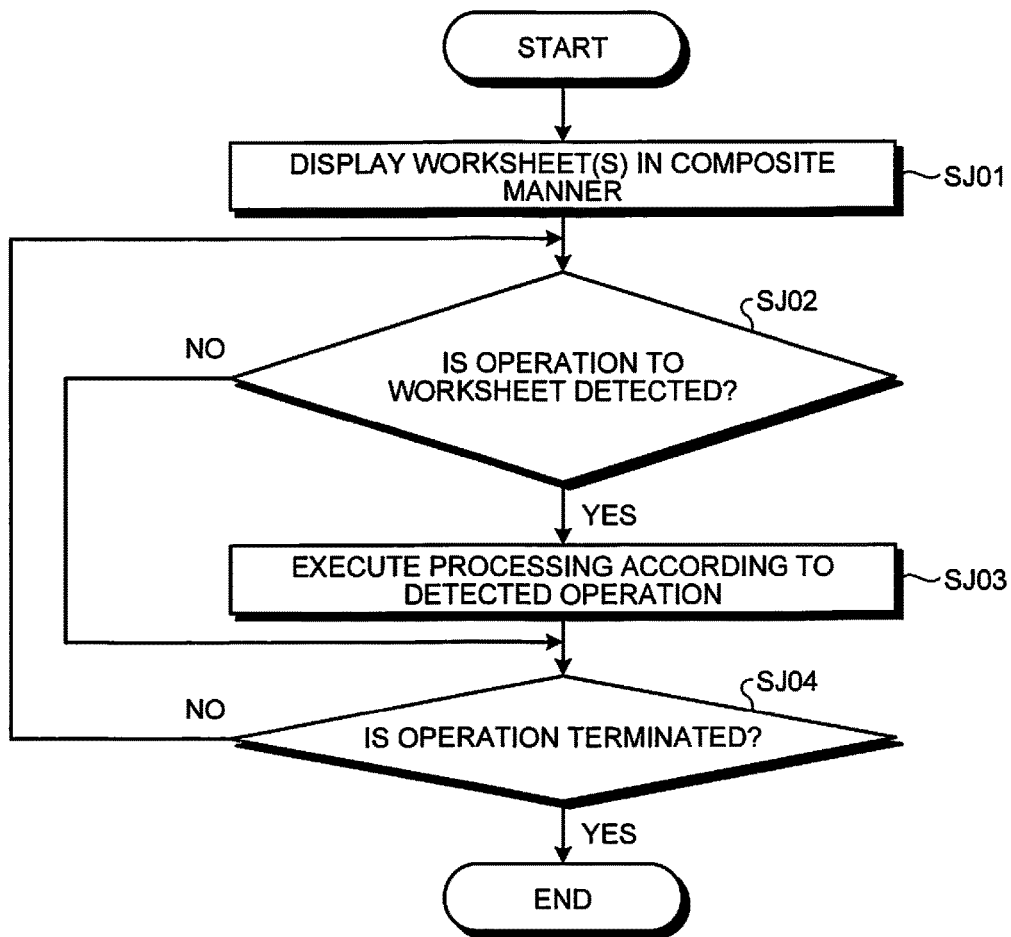 START
DISPLAY WORKSHEET(S) IN COMPOSITE
MANNER
SJ01
SJ02
NO
IS OPERATION TO
WORKSHEET DETECTED?
YES
EXECUTE PROCESSING ACCORDING TO
DETECTED OPERATION
SJ03
SJ04
NO
IS OPERATION TERMINATED?
YES
END